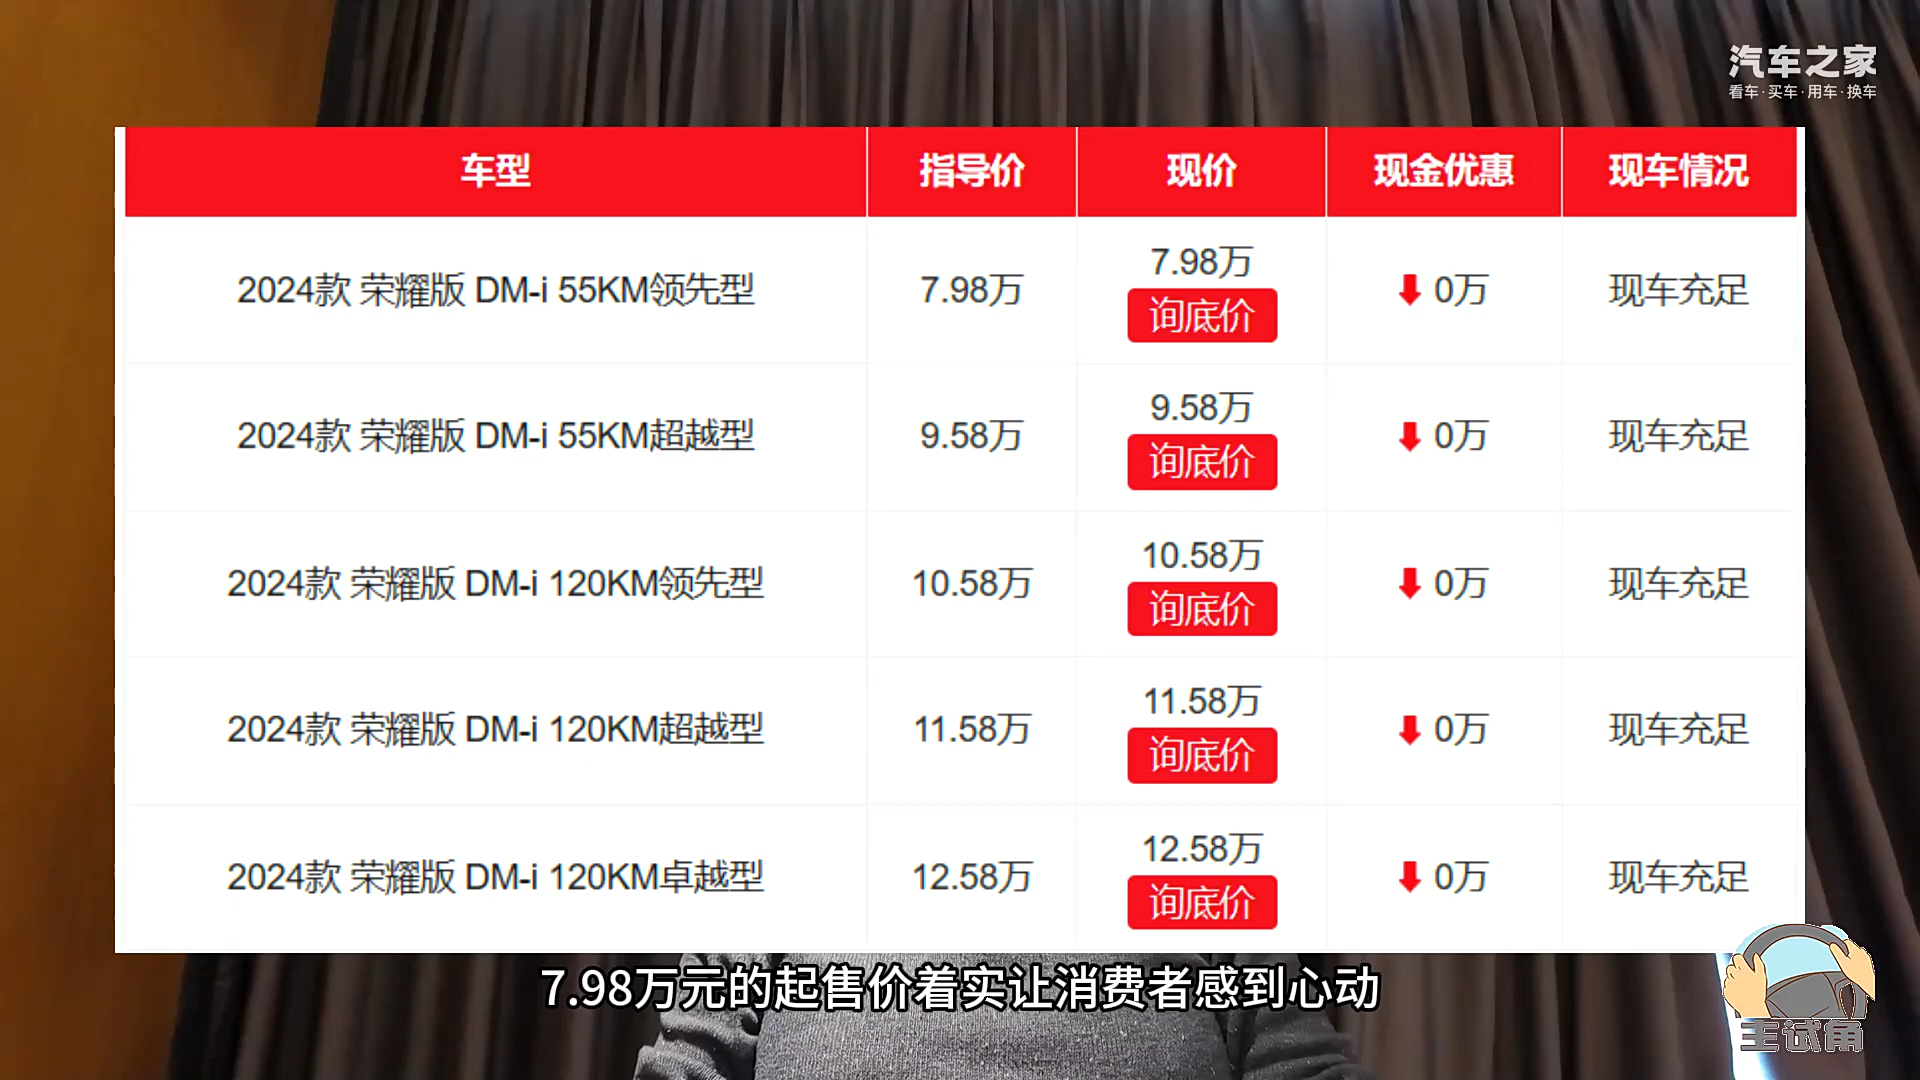 汽车之家
看车·买车·用车·换车
车型 指导价 现价 现金优惠 现车情况
2024款 荣耀版 DM-i 55KM领先型 7.98万 7.98万 询底价 0万 现车充足
2024款 荣耀版 DM-i 55KM超越型 9.58万 9.58万 询底价 0万 现车充足
2024款 荣耀版 DM-i 120KM领先型 10.58万 10.58万 询底价 0万 现车充足
2024款 荣耀版 DM-i 120KM超越型 11.58万 11.58万 询底价 0万 现车充足
2024款 荣耀版 DM-i 120KM卓越型 12.58万 12.58万 询底价 0万 现车充足
7.98万元的起售价着实让消费者感到心动
主试角